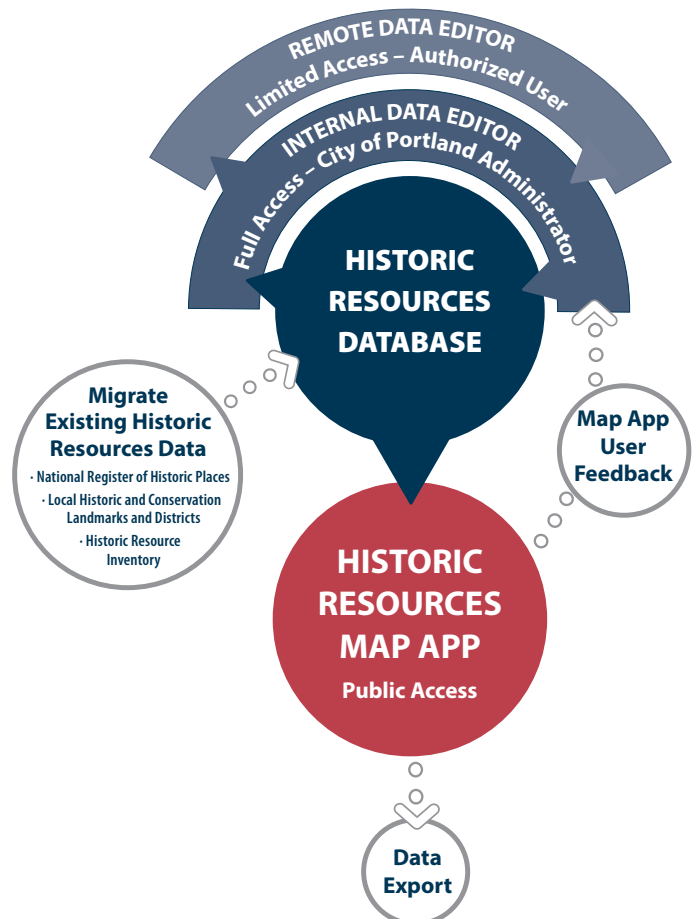 REMOTE DATA EDITOR
Limited Access – Authorized User
INTERNAL DATA EDITOR
Full Access – City of Portland Administrator
HISTORIC
RESOURCES
DATABASE
Migrate
Existing Historic
Resources Data
· National Register of Historic Places
· Local Historic and Conservation
Landmarks and Districts
· Historic Resource
Inventory
Map App
User
Feedback
HISTORIC
RESOURCES
MAP APP
Public Access
Data
Export